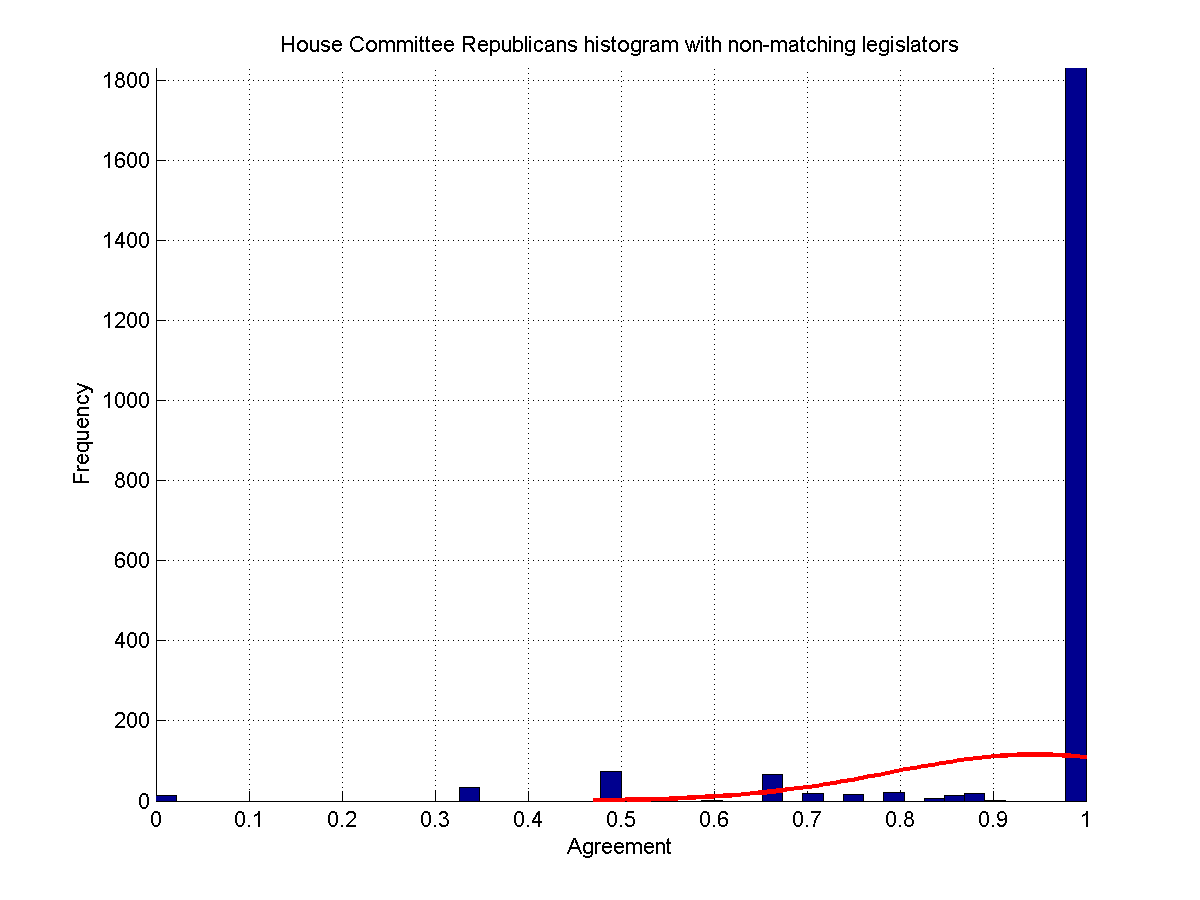 House Committee Republicans histogram with non-matching legislators
1800
1600
1400
1200
1000
800
600
400
200
0
Frequency
0 0.1 0.2 0.3 0.4 0.5 0.6 0.7 0.8 0.9 1
Agreement